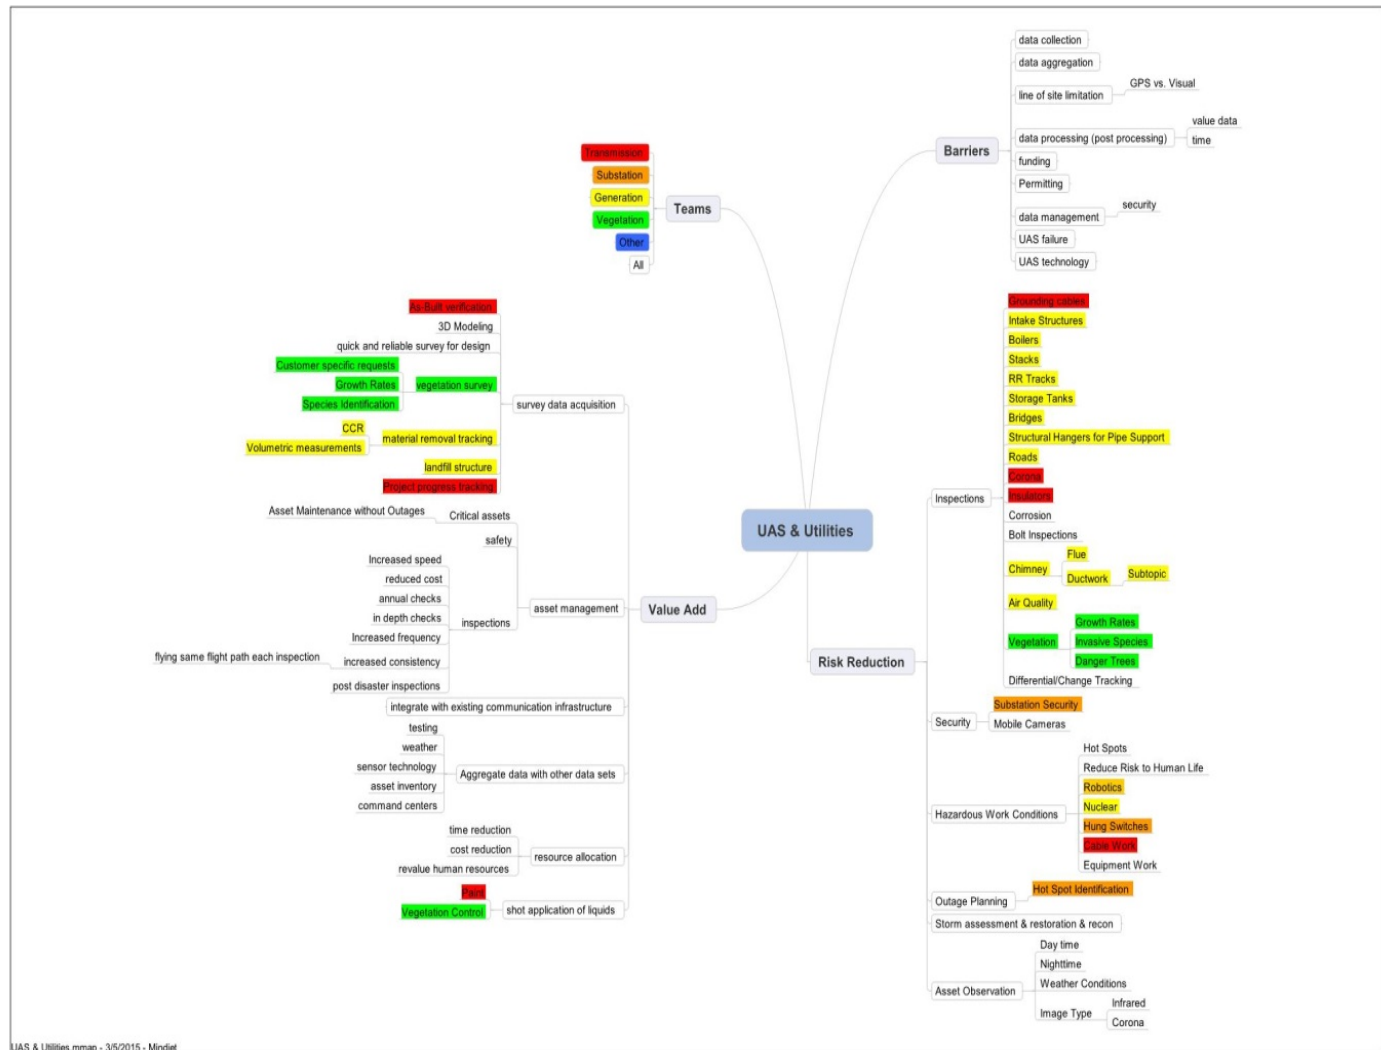 UAS & Utilities
Teams
Transmission
Substation
Generation
Vegetation
Other
All
Barriers
data collection
data aggregation
line of site limitation
GPS vs. Visual
data processing (post processing)
value data
time
funding
Permitting
data management
security
UAS failure
UAS technology
Value Add
survey data acquisition
As-Built verification
3D Modeling
quick and reliable survey for design
vegetation survey
Customer specific requests
Growth Rates
Species Identification
material removal tracking
CCR
Volumetric measurements
landfill structure
Project progress tracking
asset management
Critical assets
Asset Maintenance without Outages
safety
inspections
Increased speed
reduced cost
annual checks
in depth checks
Increased frequency
increased consistency
flying same flight path each inspection
post disaster inspections
integrate with existing communication infrastructure
Aggregate data with other data sets
testing
weather
sensor technology
asset inventory
command centers
resource allocation
time reduction
cost reduction
revalue human resources
shot application of liquids
Paint
Vegetation Control
Risk Reduction
Inspections
Grounding cables
Intake Structures
Boilers
Stacks
RR Tracks
Storage Tanks
Bridges
Structural Hangers for Pipe Support
Roads
Corona
Insulators
Corrosion
Bolt Inspections
Chimney
Flue
Ductwork
Subtopic
Air Quality
Vegetation
Growth Rates
Invasive Species
Danger Trees
Differential/Change Tracking
Security
Substation Security
Mobile Cameras
Hazardous Work Conditions
Hot Spots
Reduce Risk to Human Life
Robotics
Nuclear
Hung Switches
Cable Work
Equipment Work
Outage Planning
Hot Spot Identification
Storm assessment & restoration & recon
Asset Observation
Day time
Nighttime
Weather Conditions
Image Type
Infrared
Corona
UAS & Utilities.mmap - 3/5/2015 - Mindjet